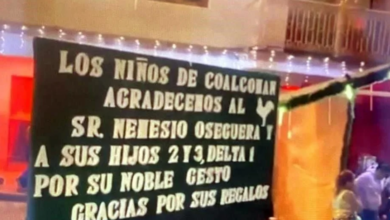 LOS NIÑOS DE COALCOMAN
AGRADECEMOS AL
SR. NEMESIO OSEGUERA Y
A SUS HIJOS 2 Y 3, DELTA 1
POR SU NOBLE GESTO
GRACIAS POR SUS REGALOS